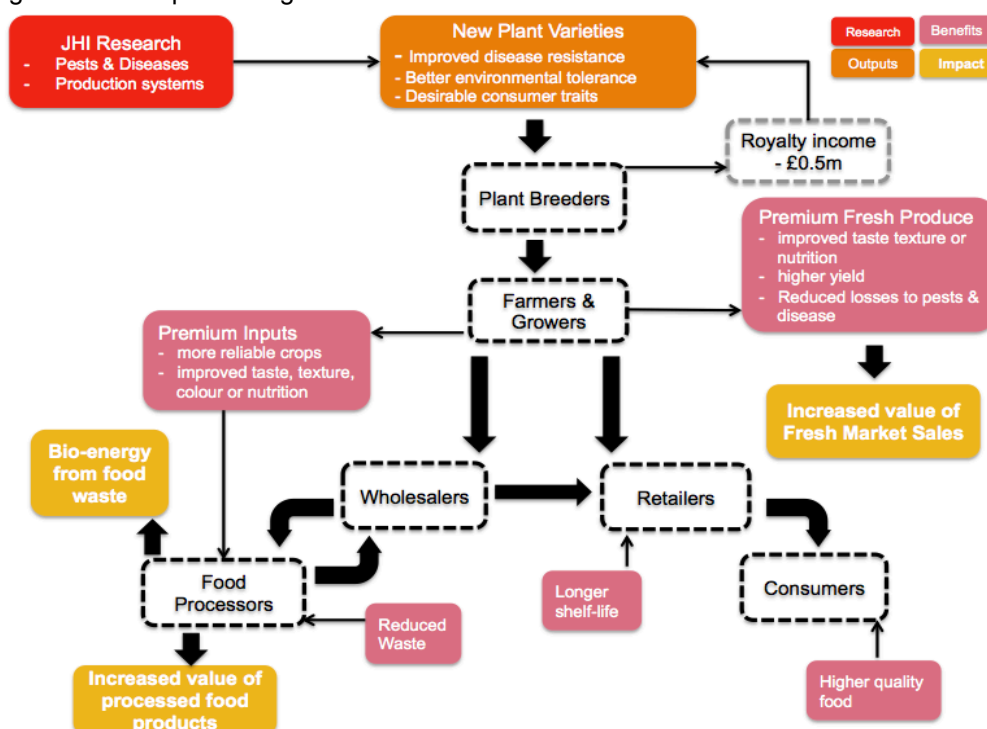 JHI Research
- Pests & Diseases
- Production systems
New Plant Varieties
- Improved disease resistance
- Better environmental tolerance
- Desirable consumer traits
Research
Benefits
Outputs
Impact
Royalty income
- £0.5m
Plant Breeders
Premium Fresh Produce
- improved taste texture or
nutrition
- higher yield
- Reduced losses to pests &
disease
Farmers &
Growers
Premium Inputs
- more reliable crops
- improved taste, texture,
colour or nutrition
Increased value of
Fresh Market Sales
Bio-energy
from food
waste
Wholesalers
Retailers
Food
Processors
Longer
shelf-life
Consumers
Reduced
Waste
Increased value of
processed food
products
Higher quality
food